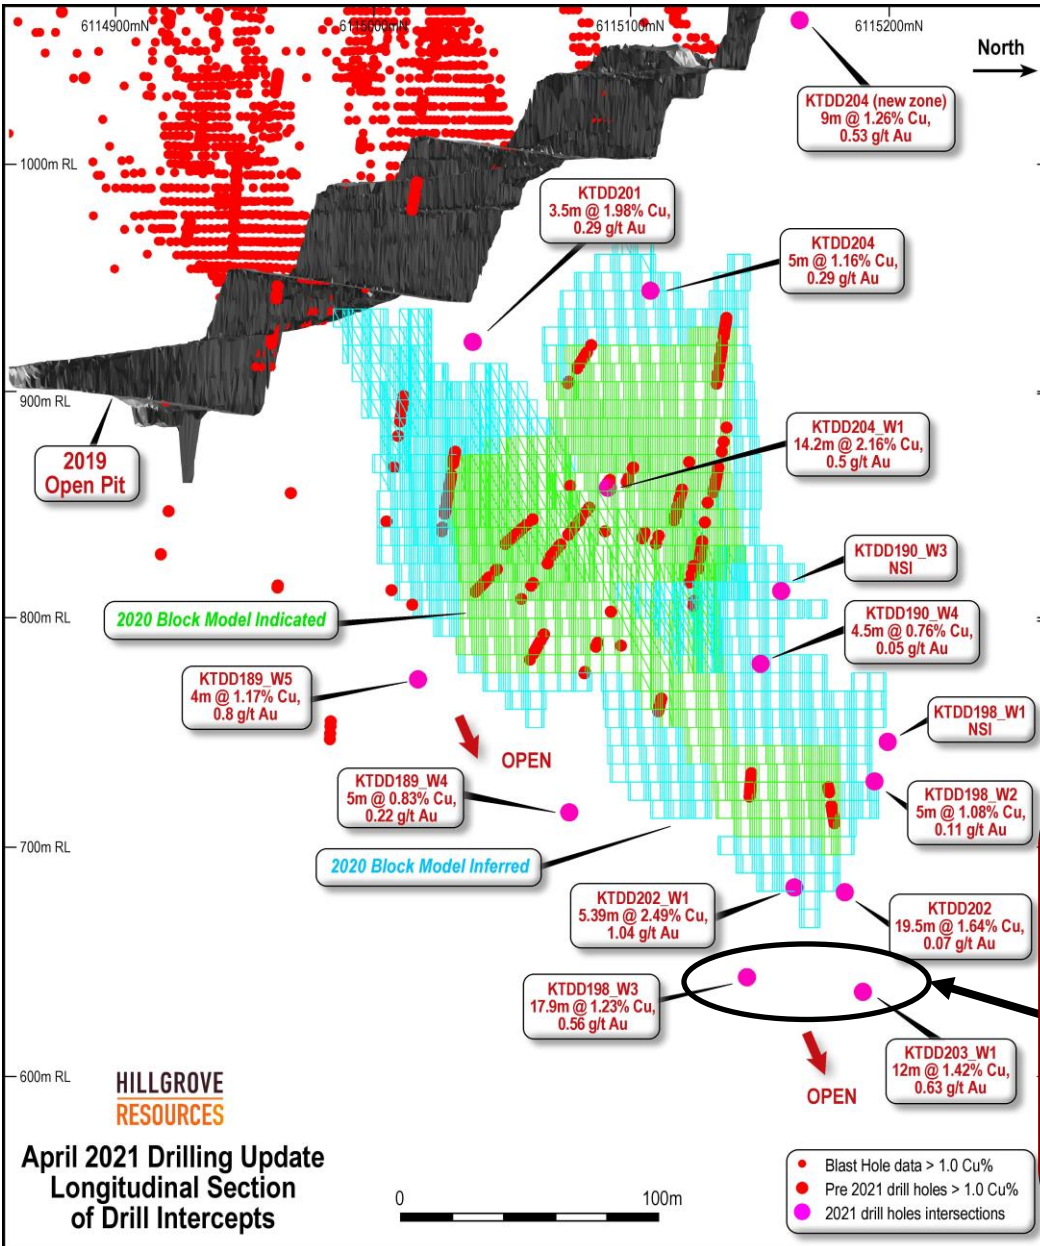 6114900mN
6115000mN
6115100mN
6115200mN
North
KTDD204 (new zone)
9m @ 1.26% Cu,
0.53 g/t Au
1000m RL
KTDD201
3.5m @ 1.98% Cu,
0.29 g/t Au
KTDD204
5m @ 1.16% Cu,
0.29 g/t Au
900m RL
2019
Open Pit
KTDD204_W1
14.2m @ 2.16% Cu,
0.5 g/t Au
KTDD190_W3
NSI
800m RL
2020 Block Model Indicated
KTDD190_W4
4.5m @ 0.76% Cu,
0.05 g/t Au
KTDD189_W5
4m @ 1.17% Cu,
0.8 g/t Au
KTDD198_W1
NSI
OPEN
KTDD189_W4
5m @ 0.83% Cu,
0.22 g/t Au
KTDD198_W2
5m @ 1.08% Cu,
0.11 g/t Au
700m RL
2020 Block Model Inferred
KTDD202_W1
5.39m @ 2.49% Cu,
1.04 g/t Au
KTDD202
19.5m @ 1.64% Cu,
0.07 g/t Au
KTDD198_W3
17.9m @ 1.23% Cu,
0.56 g/t Au
KTDD203_W1
12m @ 1.42% Cu,
0.63 g/t Au
600m RL
OPEN
HILLGROVE
RESOURCES
April 2021 Drilling Update
Longitudinal Section
of Drill Intercepts
0
100m
Blast Hole data > 1.0 Cu%
Pre 2021 drill holes > 1.0 Cu%
2021 drill holes intersections